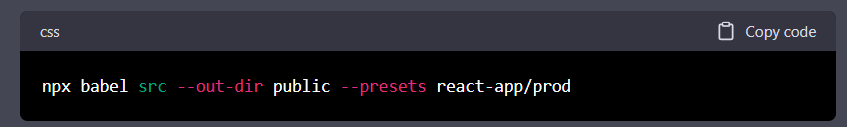 css
Copy code
npx babel src --out-dir public --presets react-app/prod